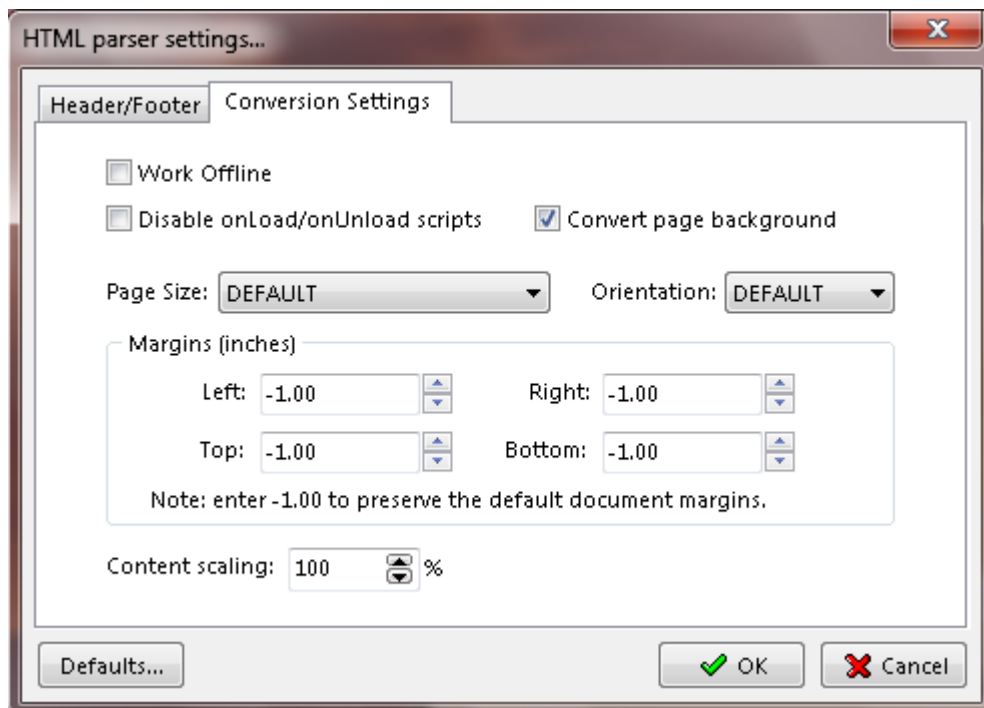 HTML parser settings...
Header/Footer Conversion Settings
Work Offline
Disable onLoad/onUnload scripts Convert page background
Page Size: DEFAULT Orientation: DEFAULT
Margins (inches)
Left: -1.00 Right: -1.00
Top: -1.00 Bottom: -1.00
Note: enter -1.00 to preserve the default document margins.
Content scaling: 100 %
Defaults... OK Cancel